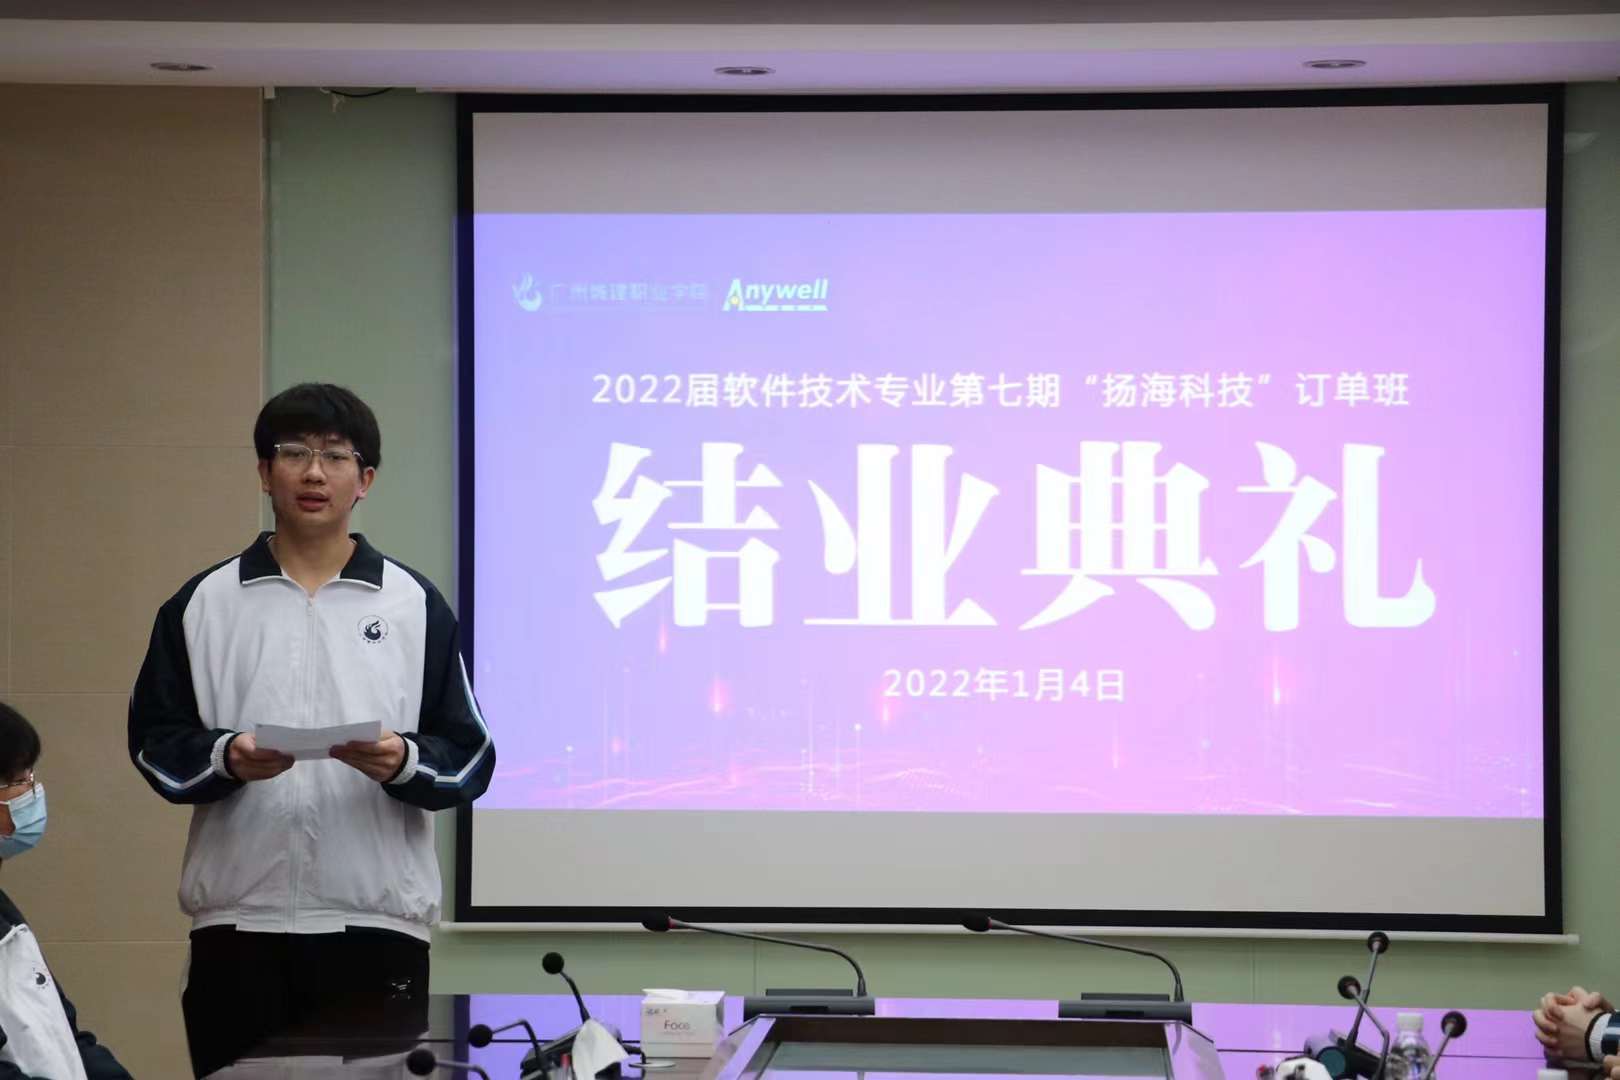 广州城建职业学院 Anywell
2022届软件技术专业第七期“扬海科技”订单班
结业典礼
2022年1月4日
Focs